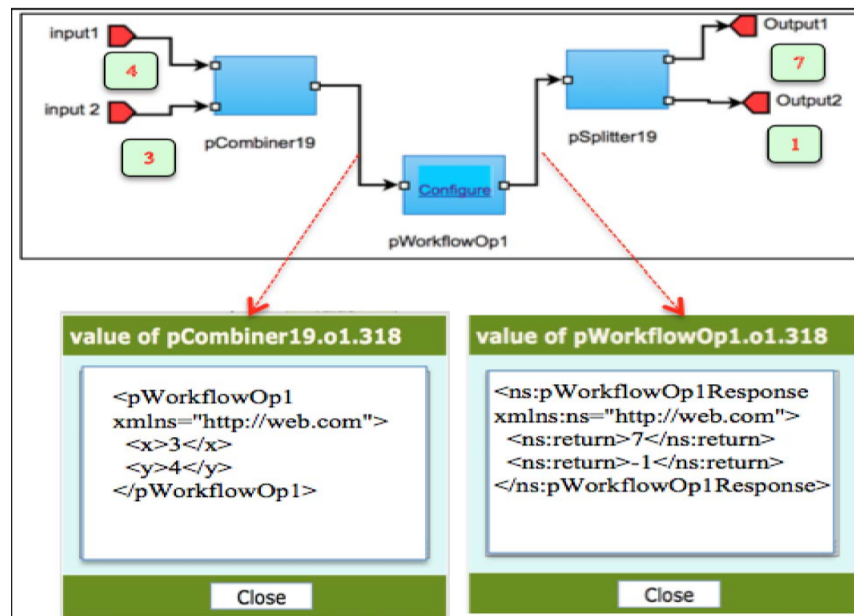 input1
4
input 2
3
pCombiner19
Configure
pWorkflowOp1
pSplitter19
Output1
7
Output2
1
value of pCombiner19.o1.318
<pWorkflowOp1
xmlns="http://web.com">
<x>3</x>
<y>4</y>
</pWorkflowOp1>
Close
value of pWorkflowOp1.o1.318
<ns:pWorkflowOp1Response
xmlns:ns="http://web.com">
<ns:return>7</ns:return>
<ns:return>-1</ns:return>
</ns:pWorkflowOp1Response>
Close